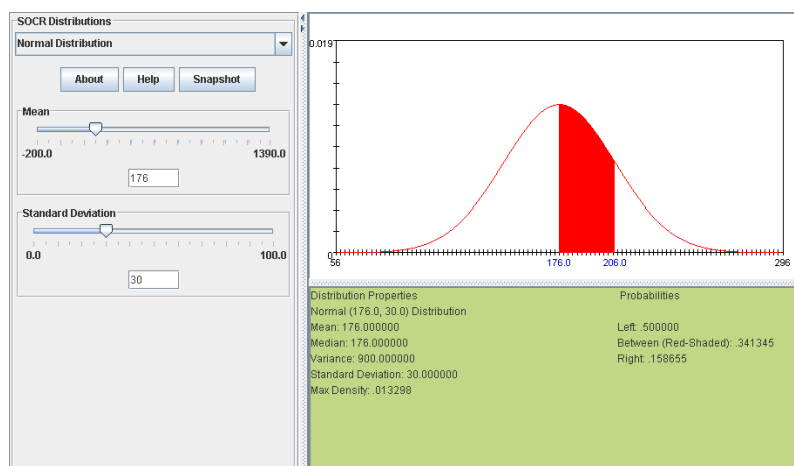 SOCR Distributions
Normal Distribution
About Help Snapshot
Mean
-200.0 1390.0
176
Standard Deviation
0.0 100.0
30
0.019
0
56 176.0 206.0 296
Distribution Properties
Normal (176.0, 30.0) Distribution
Mean: 176.000000
Median: 176.000000
Variance: 900.000000
Standard Deviation: 30.000000
Max Density: .013298
Probabilities
Left: .500000
Between (Red-Shaded): .341345
Right: .158655